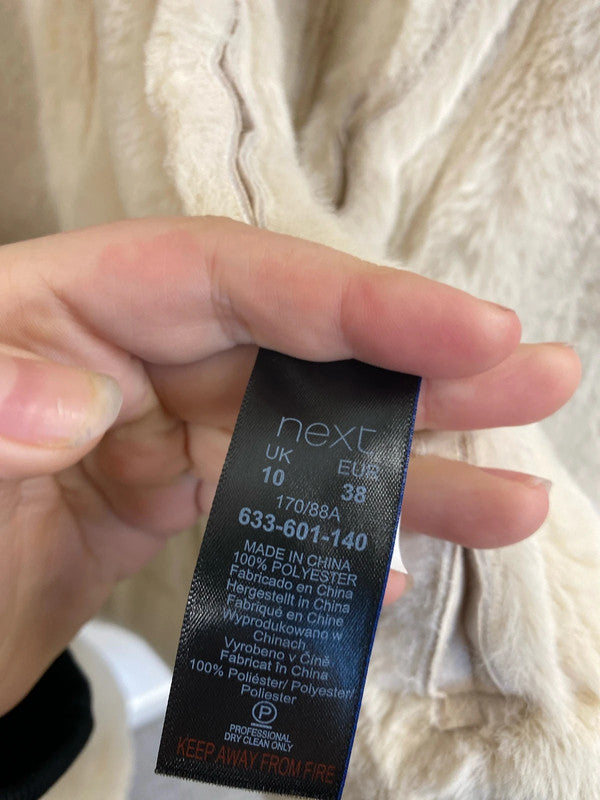 next
UK EUR
10 38
170/88A
633-601-140
MADE IN CHINA
100% POLYESTER
Fabricado en China
Hergestellt in China
Fabriqué en Chine
Wyprodukowano w
Chinach
Vyrobeno v Číně
Fabricat în China
100% Poliéster/ Polyester/
Poliester
P
PROFESSIONAL
DRY CLEAN ONLY
KEEP AWAY FROM FIRE